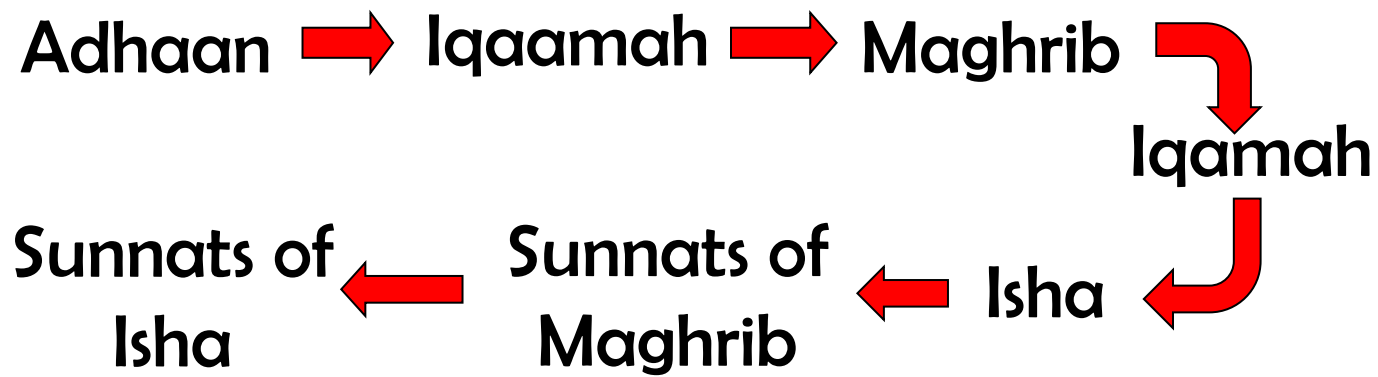 Adhaan
Iqaamah
Maghrib
Iqamah
Isha
Sunnats of
Maghrib
Sunnats of
Isha